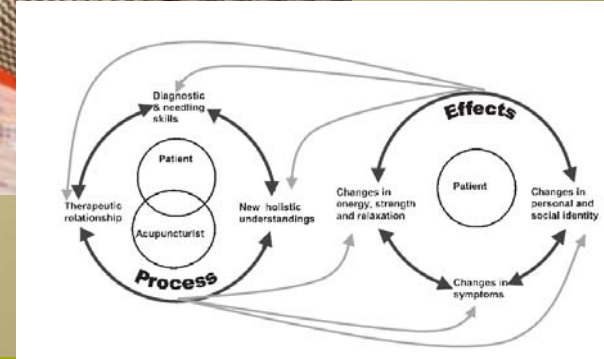 Diagnostic
& needling
skills
Patient
Therapeutic
relationship
New holistic
understandings
Acupuncturist
Process
Effects
Changes in
energy, strength
and relaxation
Patient
Changes in
personal and
social identity
Changes in
symptoms